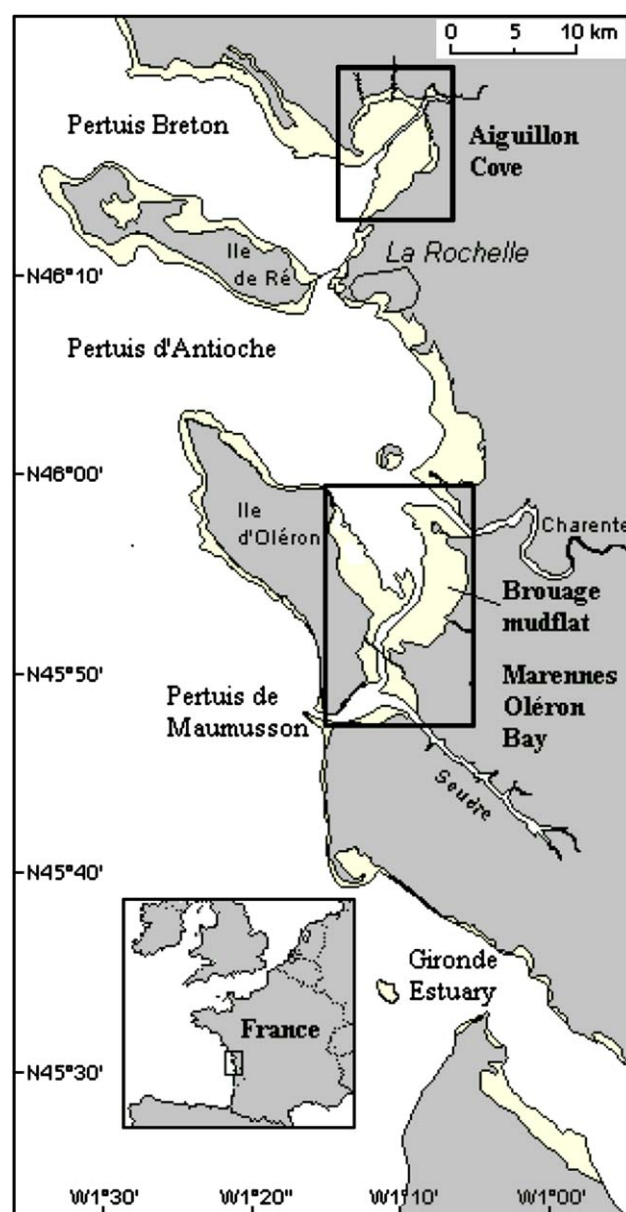 0 5 10 km
Pertuis Breton
Aiguillon
Cove
Ile
de Ré
La Rochelle
N46°10'
Pertuis d'Antioche
N46°00'
Ile
d'Oléron
Charente
Brouage
mudflat
N45°50'
Marennes
Oléron
Bay
Pertuis de
Maumusson
Seudre
N45°40'
Gironde
Estuary
France
N45°30'
W1°30' W1°20" W1°10' W1°00'